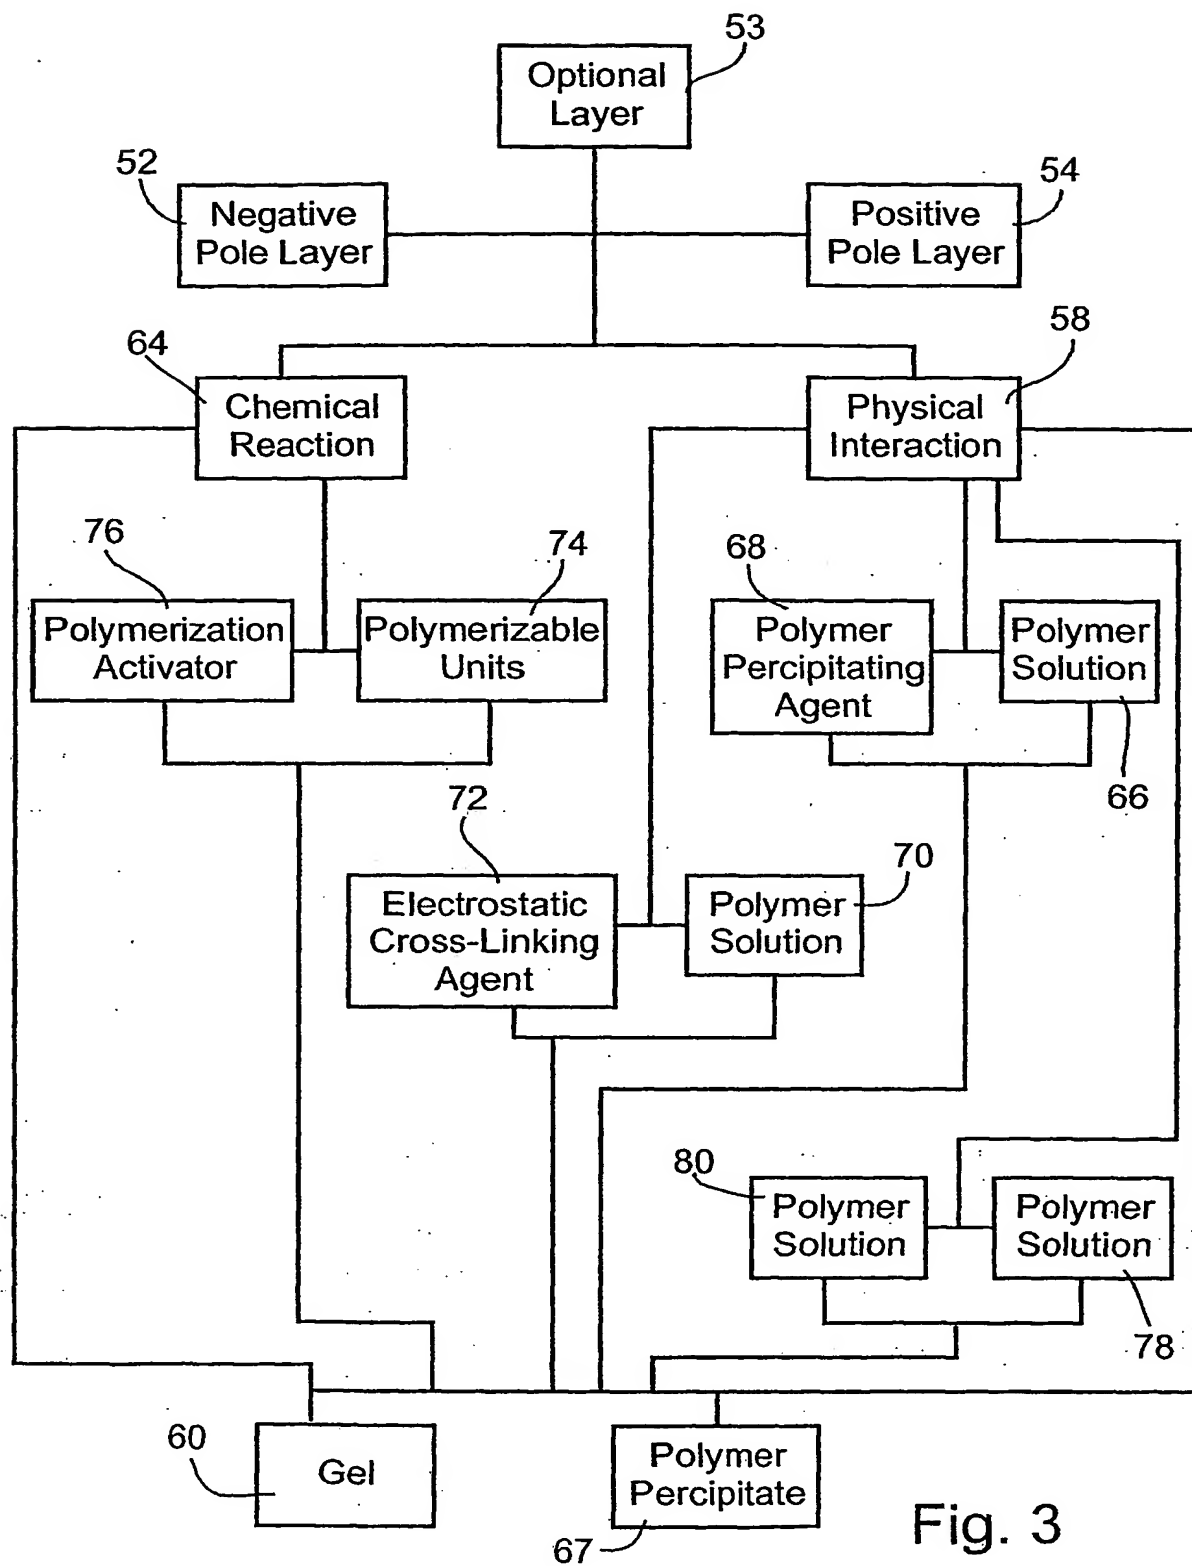 53
Optional
Layer
52
54
Negative
Pole Layer
Positive
Pole Layer
64
58
Chemical
Reaction
Physical
Interaction
76
74
68
Polymerization
Activator
Polymerizable
Units
Polymer
Percipitating
Agent
Polymer
Solution
66
72
70
Electrostatic
Cross-Linking
Agent
Polymer
Solution
80
Polymer
Solution
Polymer
Solution
78
60
Gel
Polymer
Percipitate
67
Fig. 3